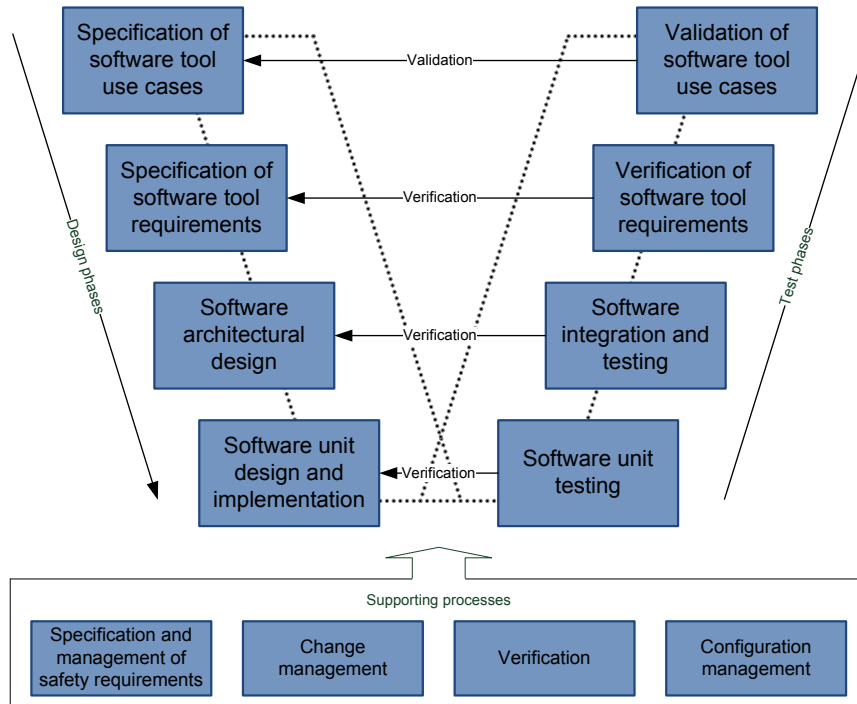 Specification of
software tool
use cases
Validation
Validation of
software tool
use cases
Specification of
software tool
requirements
Verification
Verification of
software tool
requirements
Design phases
Test phases
Software
architectural
design
Verification
Software
integration and
testing
Software unit
design and
implementation
Verification
Software unit
testing
Supporting processes
Specification and
management of
safety requirements
Change
management
Verification
Configuration
management